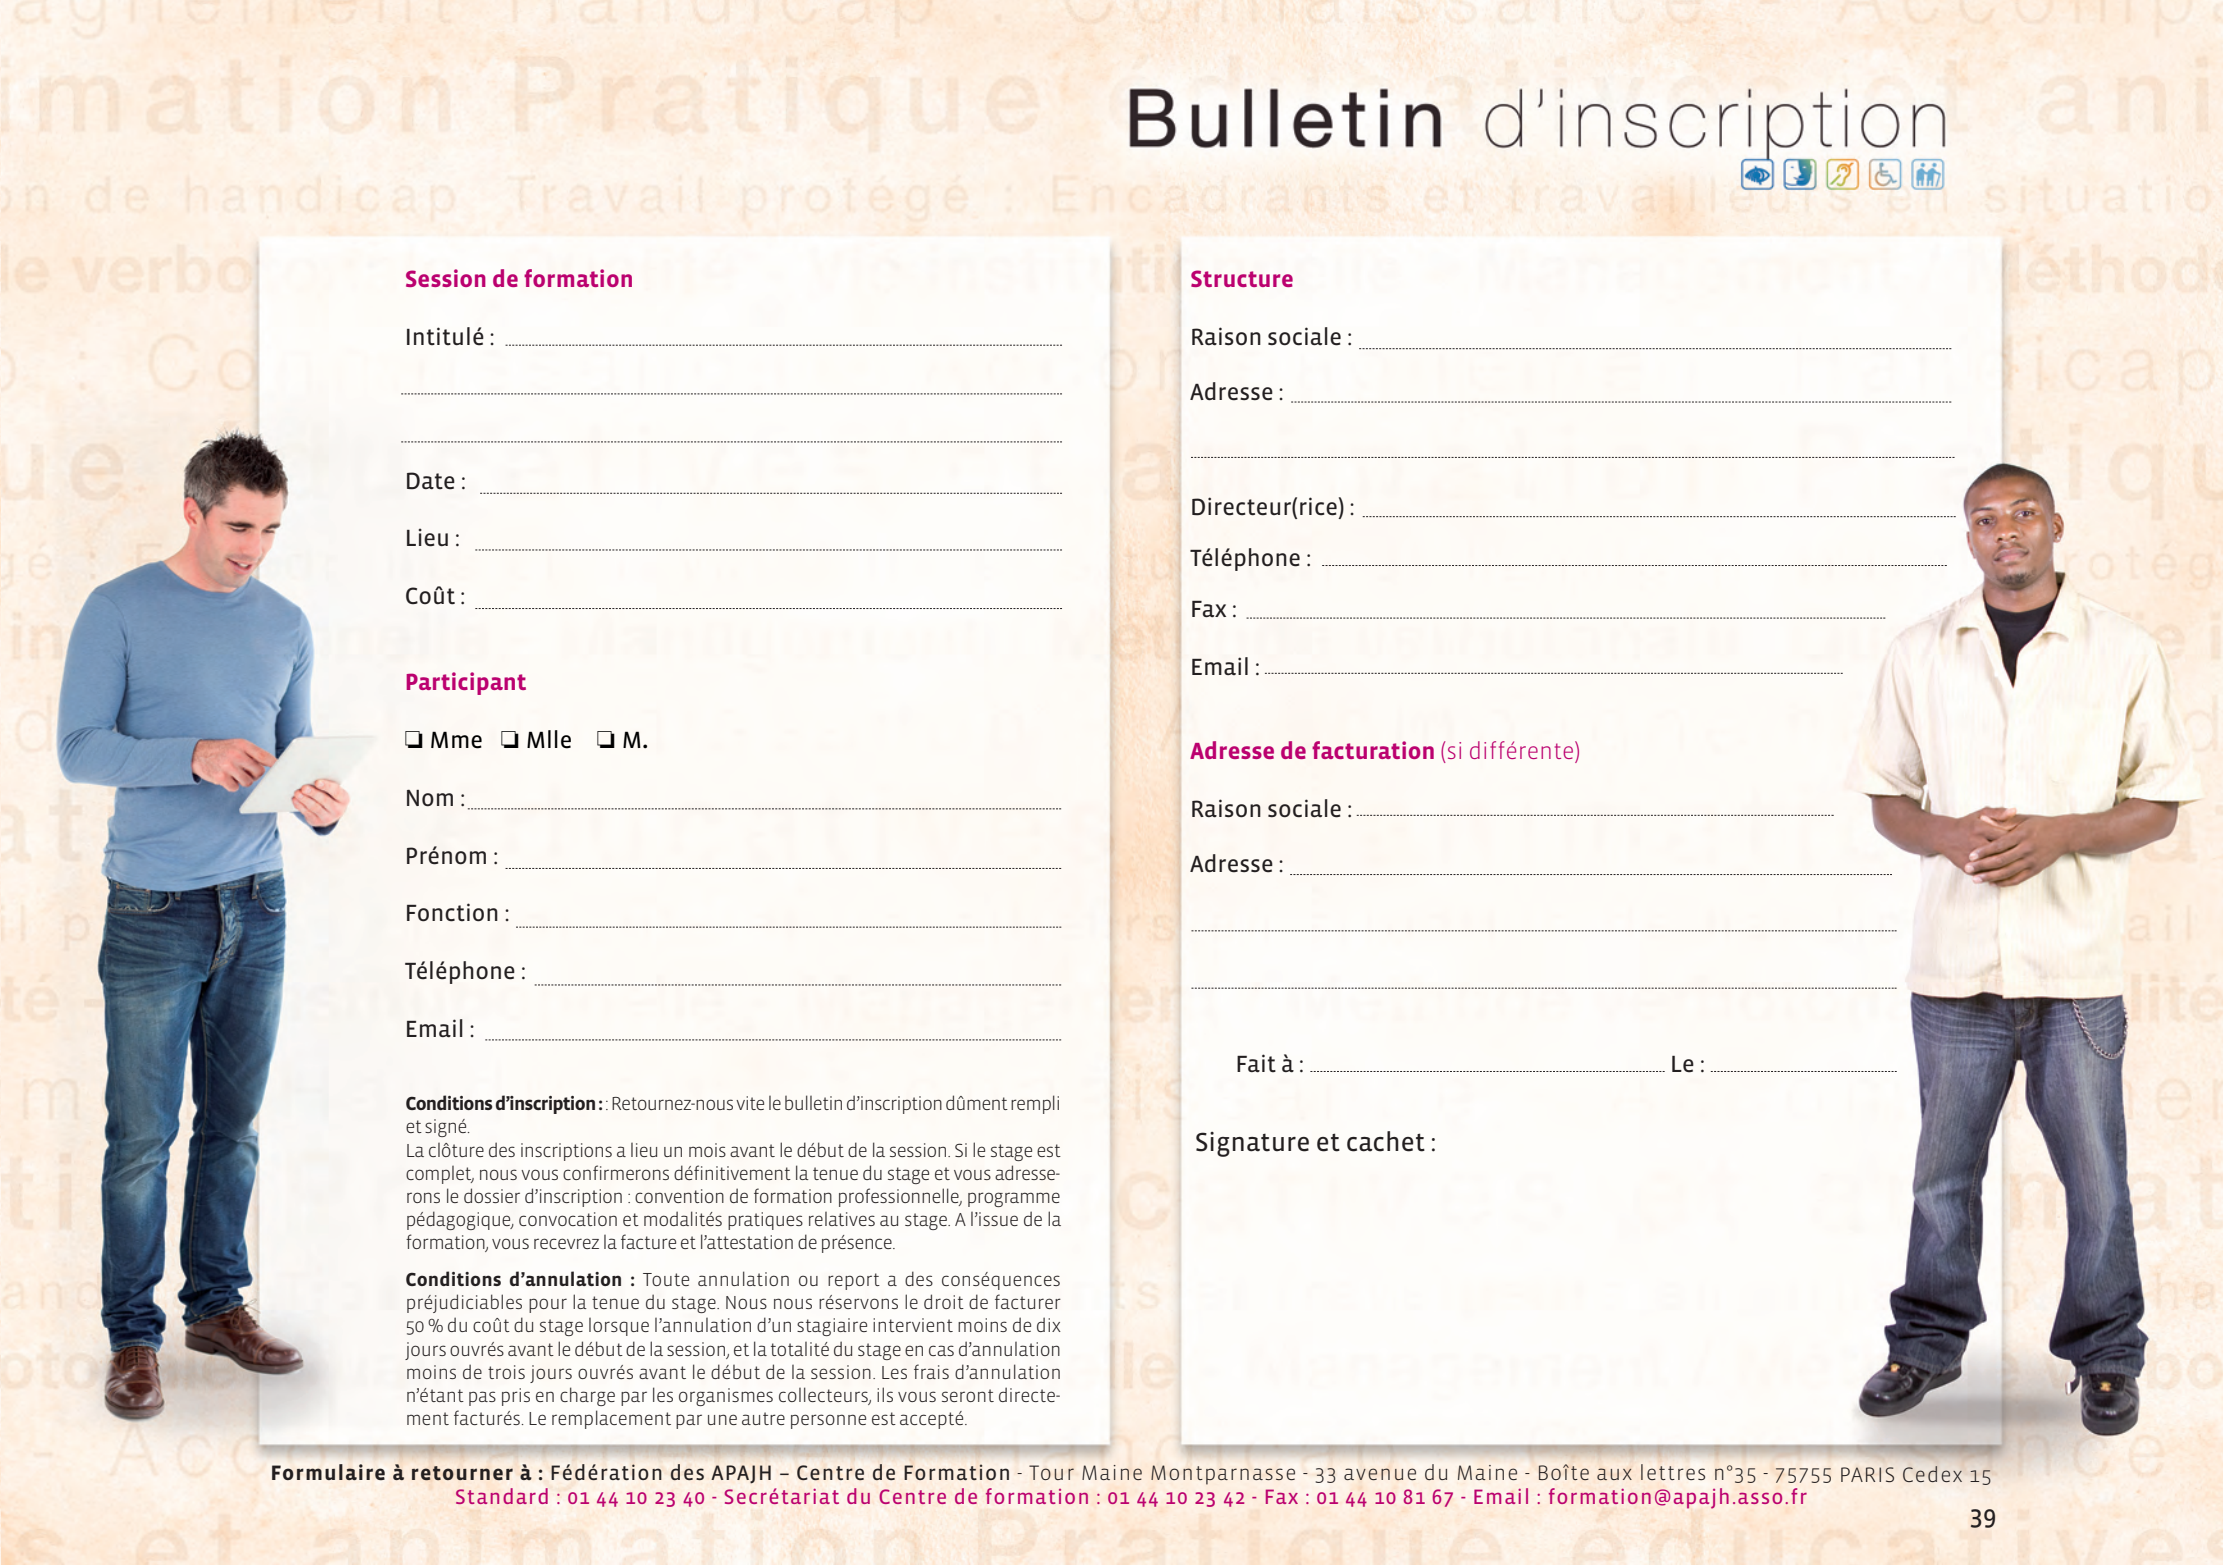 Bulletin d'inscription
Session de formation
Intitulé :
Date :
Lieu :
Coût :
Participant
❏ Mme ❏ Mlle ❏ M.
Nom :
Prénom :
Fonction :
Téléphone :
Email :
Conditions d’inscription : : Retournez-nous vite le bulletin d’inscription dûment rempli
et signé.
La clôture des inscriptions a lieu un mois avant le début de la session. Si le stage est
complet, nous vous confirmerons définitivement la tenue du stage et vous adresse-
rons le dossier d’inscription : convention de formation professionnelle, programme
pédagogique, convocation et modalités pratiques relatives au stage. A l’issue de la
formation, vous recevrez la facture et l’attestation de présence.
Conditions d’annulation : Toute annulation ou report a des conséquences
préjudiciables pour la tenue du stage. Nous nous réservons le droit de facturer
50 % du coût du stage lorsque l’annulation d’un stagiaire intervient moins de dix
jours ouvrés avant le début de la session, et la totalité du stage en cas d’annulation
moins de trois jours ouvrés avant le début de la session. Les frais d’annulation
n’étant pas pris en charge par les organismes collecteurs, ils vous seront directe-
ment facturés. Le remplacement par une autre personne est accepté.
Structure
Raison sociale :
Adresse :
Directeur(rice) :
Téléphone :
Fax :
Email :
Adresse de facturation (si différente)
Raison sociale :
Adresse :
Fait à : Le :
Signature et cachet :
Formulaire à retourner à : Fédération des APAJH – Centre de Formation - Tour Maine Montparnasse - 33 avenue du Maine - Boîte aux lettres n°35 - 75755 PARIS Cedex 15
Standard : 01 44 10 23 40 - Secrétariat du Centre de formation : 01 44 10 23 42 - Fax : 01 44 10 81 67 - Email : formation@apajh.asso.fr
39